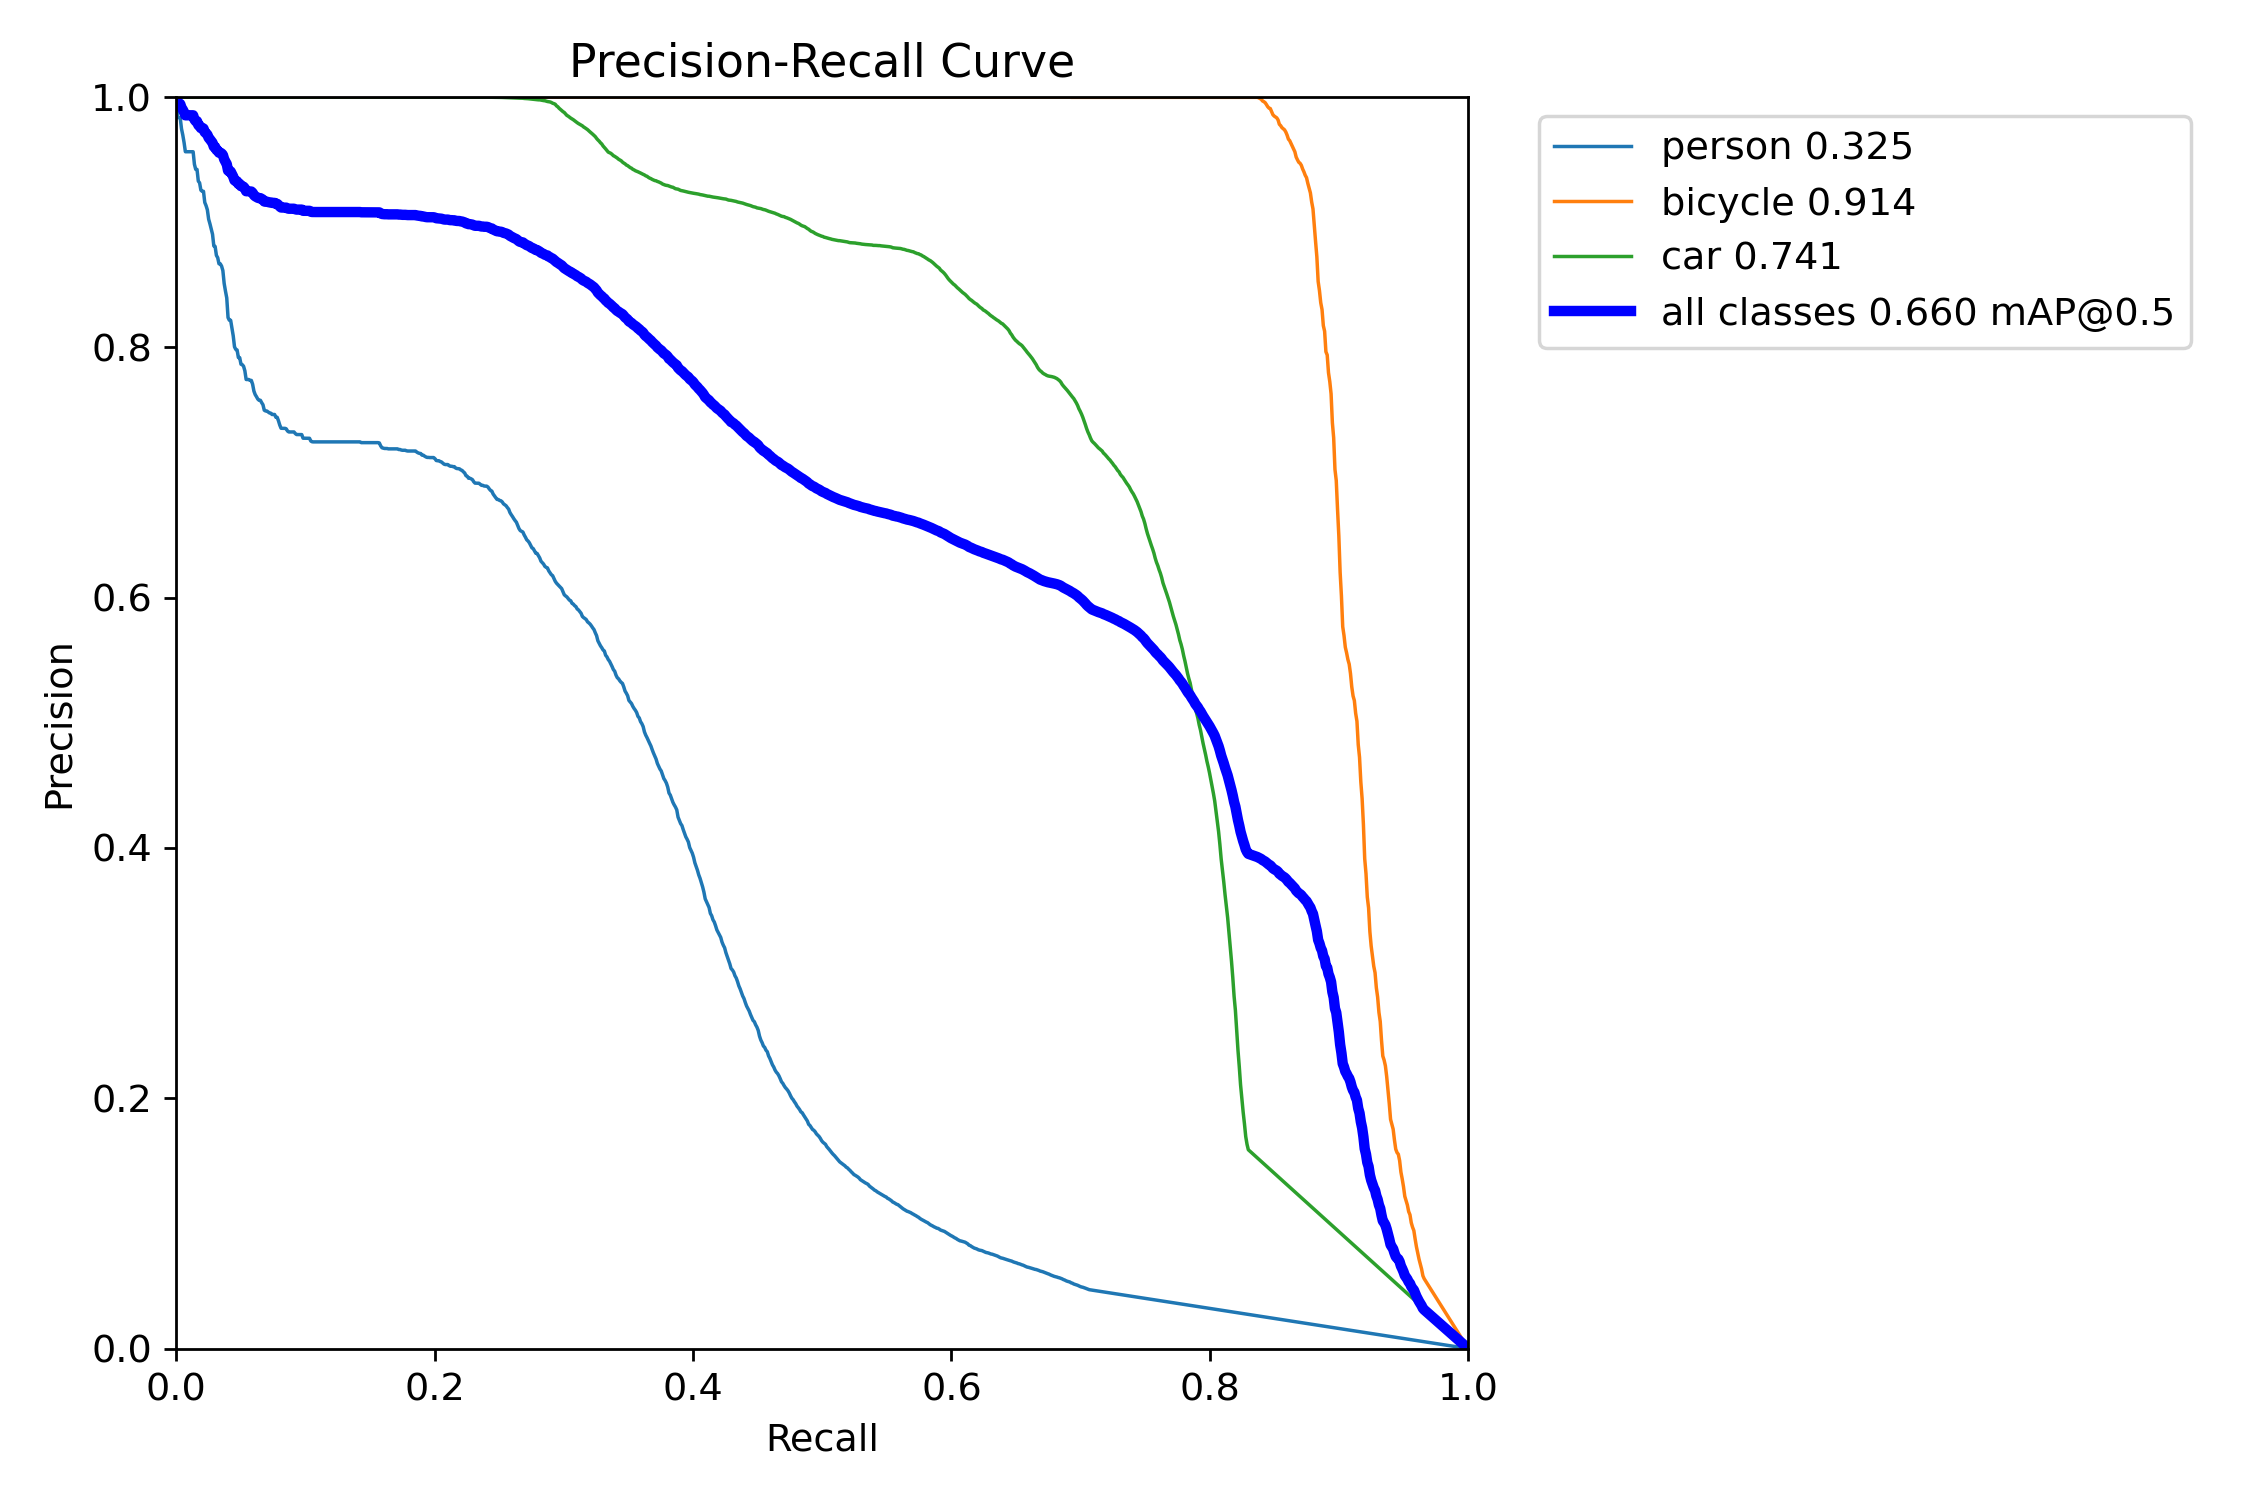 Precision-Recall Curve
1.0
0.8
0.6
0.4
0.2
0.0
Precision
0.0 0.2 0.4 0.6 0.8 1.0
Recall
person 0.325
bicycle 0.914
car 0.741
all classes 0.660 mAP@0.5